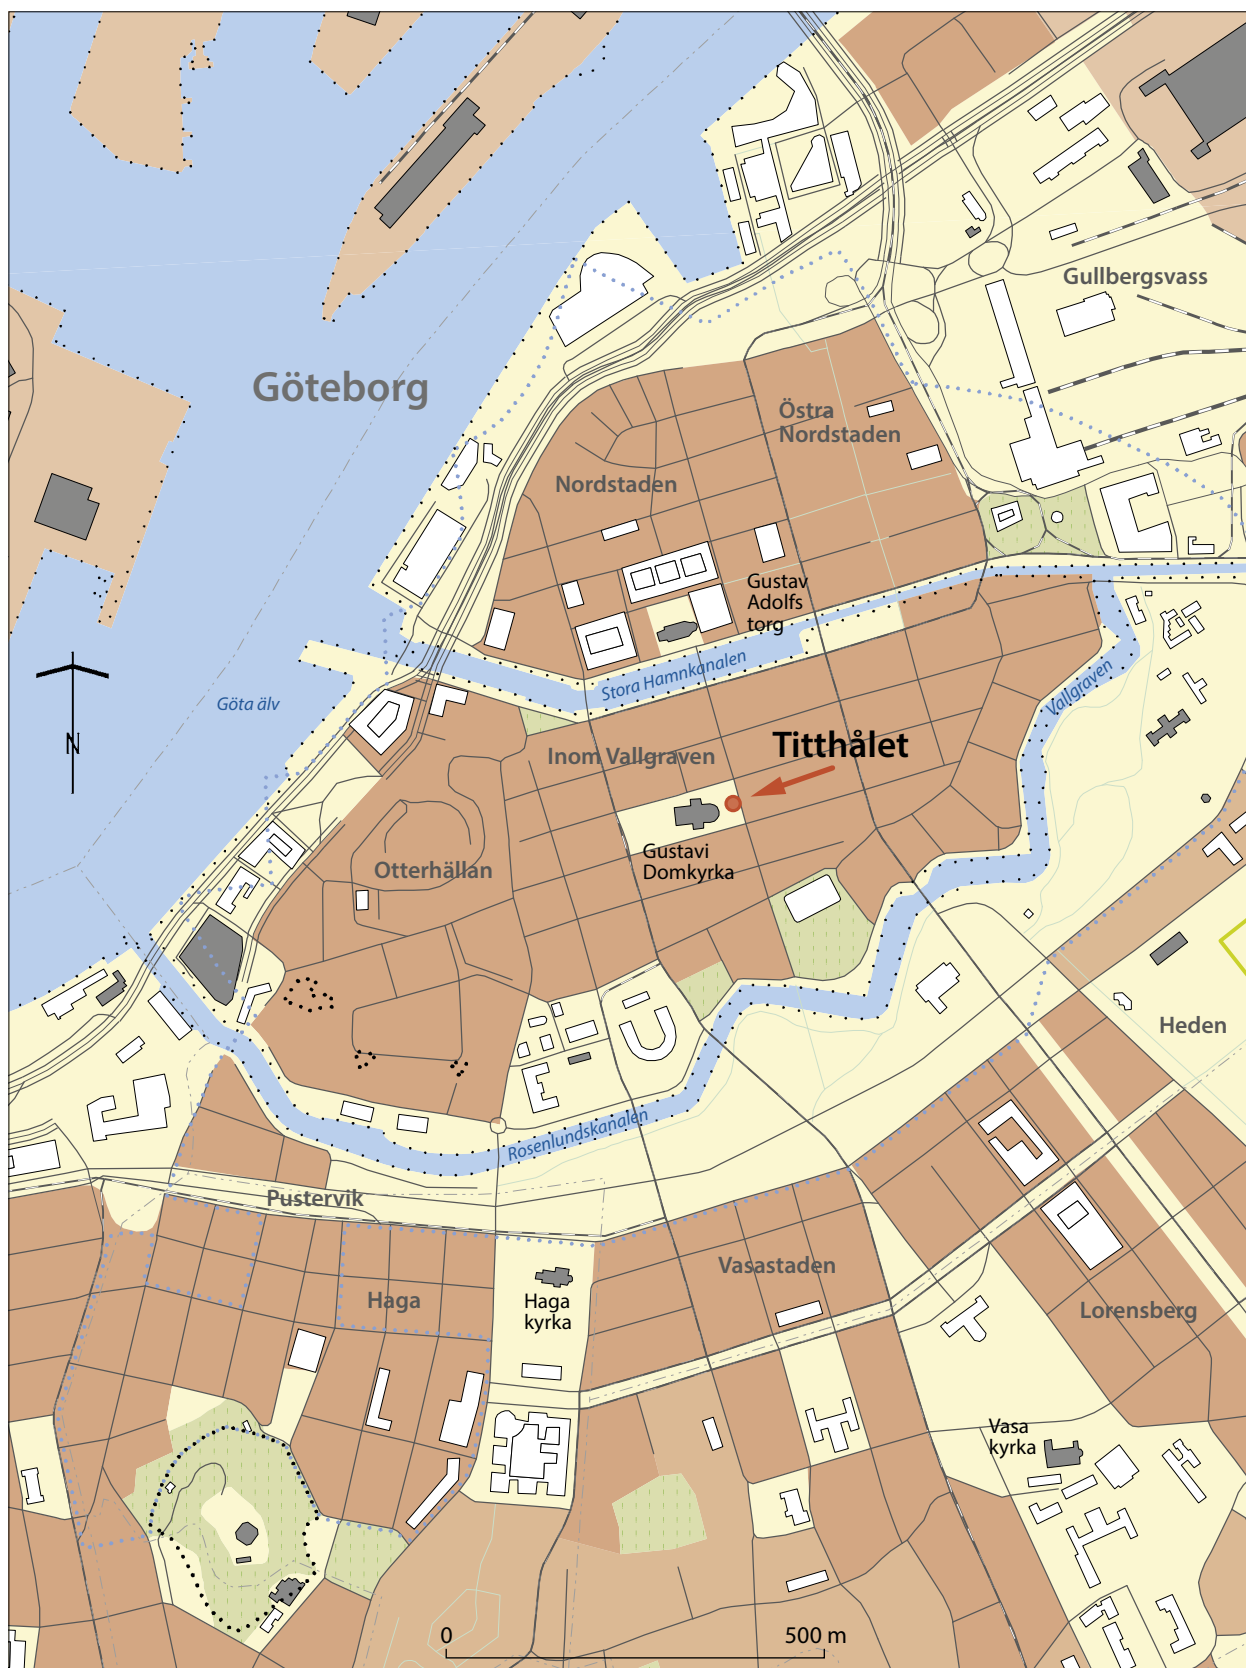 Gullbergsvass
Göteborg
Östra
Nordstaden
Nordstaden
Gustav
Adolfs
torg
Stora Hamnkanalen
Vallgraven
Göta älv
N
Titthålet
Inom Vallgraven
Gustavi
Domkyrka
Otterhällan
Heden
Rosenlundskanalen
Pustervik
Vasastaden
Haga
Haga
kyrka
Lorensberg
Vasa
kyrka
0
500 m